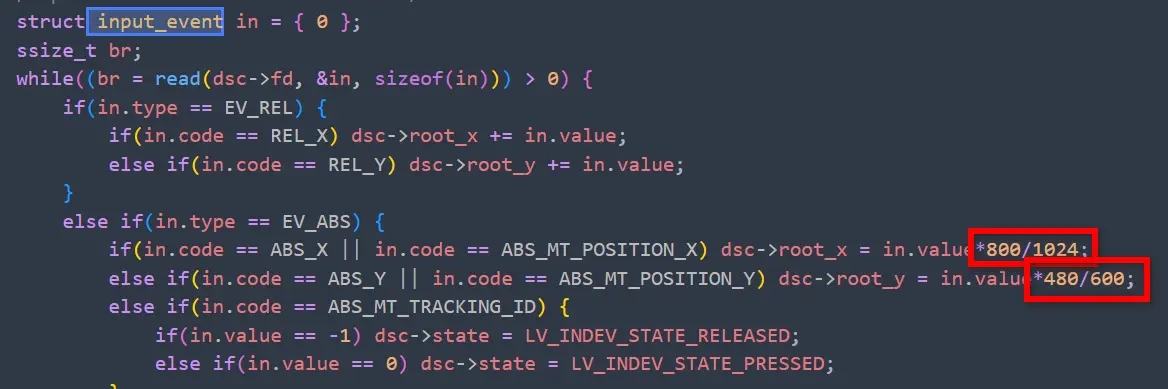 struct input_event in = { 0 };
ssize_t br;
while((br = read(dsc->fd, &in, sizeof(in))) > 0) {
if(in.type == EV_REL) {
if(in.code == REL_X) dsc->root_x += in.value;
else if(in.code == REL_Y) dsc->root_y += in.value;
}
else if(in.type == EV_ABS) {
if(in.code == ABS_X || in.code == ABS_MT_POSITION_X) dsc->root_x = in.value*800/1024;
else if(in.code == ABS_Y || in.code == ABS_MT_POSITION_Y) dsc->root_y = in.value*480/600;
else if(in.code == ABS_MT_TRACKING_ID) {
if(in.value == -1) dsc->state = LV_INDEV_STATE_RELEASED;
else if(in.value == 0) dsc->state = LV_INDEV_STATE_PRESSED;